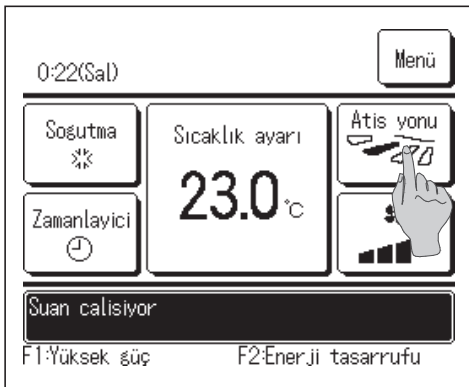 0:22(Sal)
Menü
Sogutma
Sıcaklık ayarı
Atis yonu
23.0 °C
Zamanlayici
Suan calisiyor
F1:Yüksek güç
F2:Enerji tasarrufu